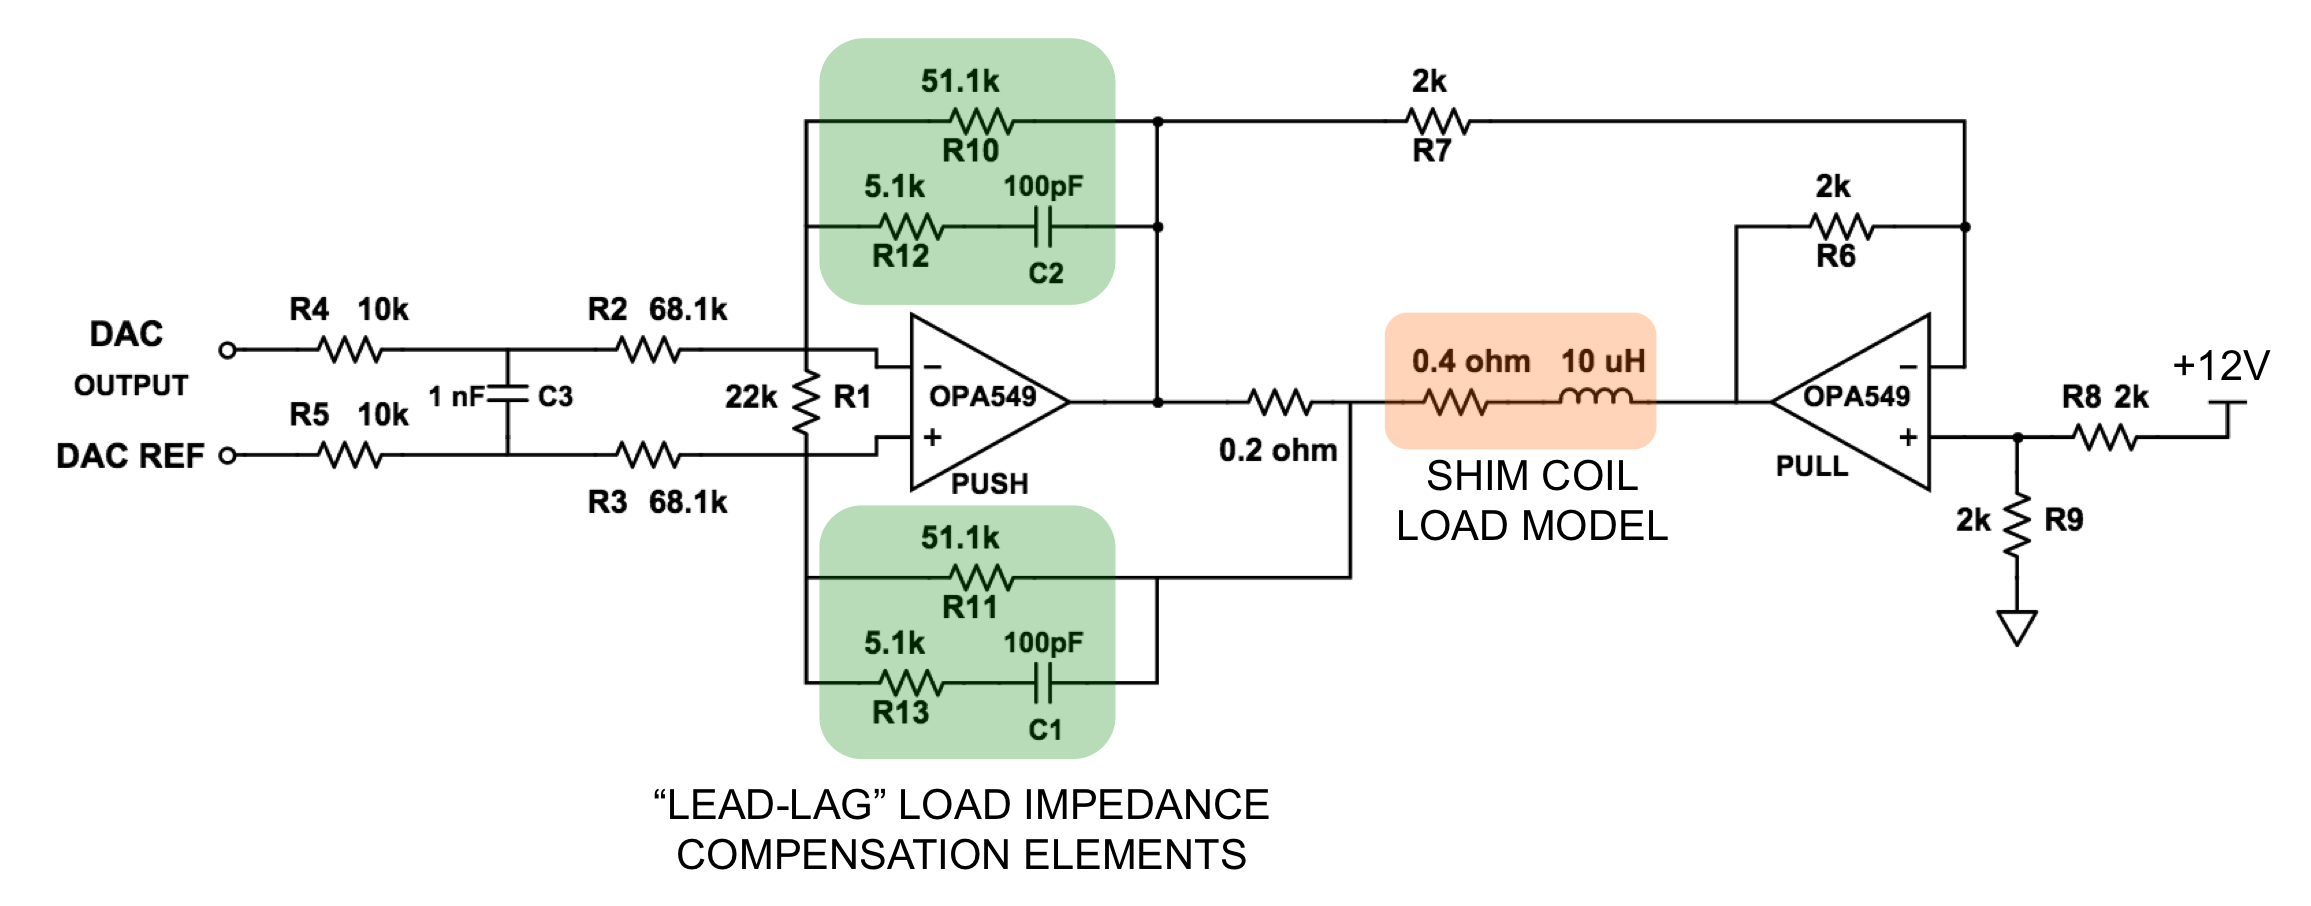 51.1k
R10
5.1k 100pF
R12 C2
2k
R7
2k
R6
DAC
OUTPUT
R4 10k
R2 68.1k
1 nF C3
22k R1
R5 10k
DAC REF
R3 68.1k
− OPA549
+
PUSH
0.2 ohm
0.4 ohm 10 uH
SHIM COIL
LOAD MODEL
OPA549 −
+
PULL
+12V
R8 2k
2k R9
51.1k
R11
5.1k 100pF
R13 C1
“LEAD-LAG” LOAD IMPEDANCE
COMPENSATION ELEMENTS